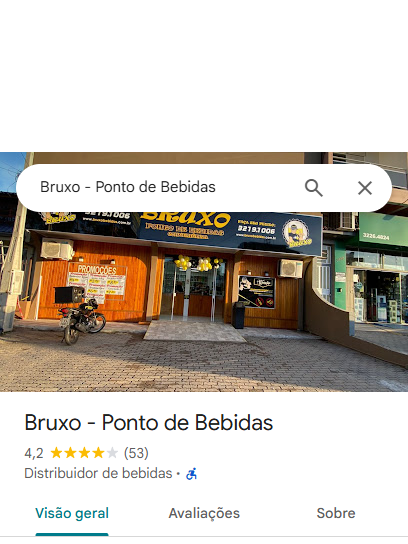 Bruxo - Ponto de Bebidas
3219.1006
BRUXO
PONTO DE BEBIDAS
FAÇA SEU PEDIDO:
3219.1006
3226.4824
PROMOÇÕES
Bruxo - Ponto de Bebidas
4,2 (53)
Distribuidor de bebidas ·
Visão geral
Avaliações
Sobre